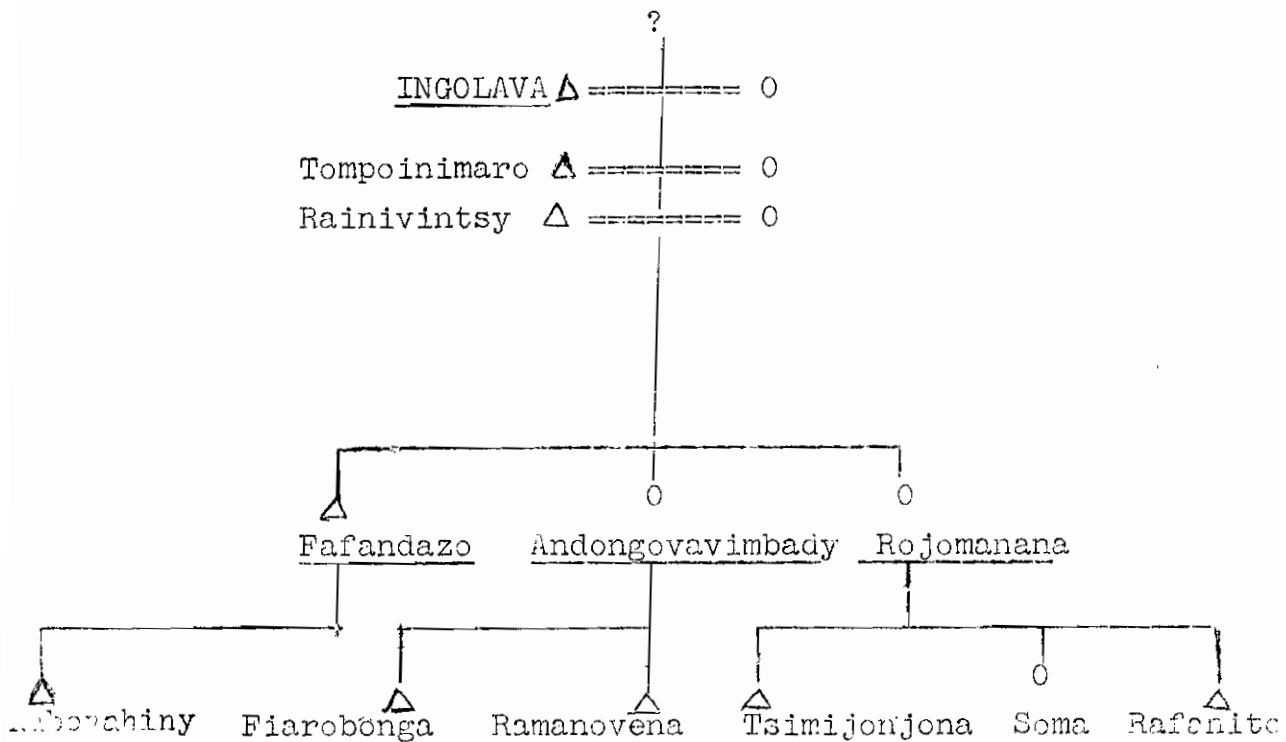 ?
INGOLAVA Δ ====== O
Tompoinimaro Δ ====== O
Rainivintsy Δ ====== O
Fafandazo Andongovavimbady Rojomanana
Fiarobonga Ramanovena Tsimijonjona Soma